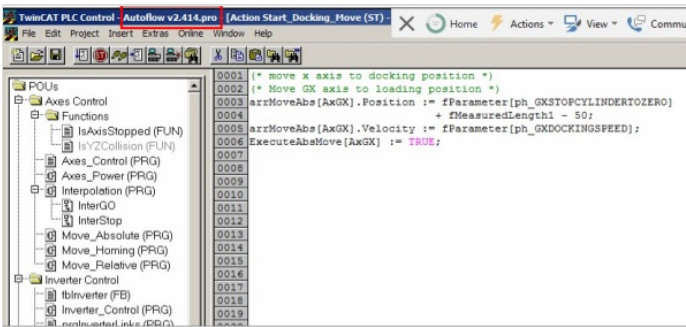 TwinCAT PLC Control - Autoflow v2.414.pro - [Action Start_Docking_Move (ST) -
Home Actions View Commu
File Edit Project Insert Extras Online Window Help
POUs
Axes Control
Functions
IsAxisStopped (FUN)
IsYZCollision (FUN)
Axes_Control (PRG)
Axes_Power (PRG)
Interpolation (PRG)
InterGO
InterStop
Move_Absolute (PRG)
Move_Homing (PRG)
Move_Relative (PRG)
Inverter Control
fbInverter (FB)
Inverter_Control (PRG)
prgInverterLinks (PRG)
0001 (* move x axis to docking position *)
0002 (* Move GX axis to loading position *)
0003 arrMoveAbs[AxGX].Position := fParameter[ph_GXSTOPCYLINDERTOZERO]
0004 + fMeasuredLength1 - 50;
0005 arrMoveAbs[AxGX].Velocity := fParameter[ph_GXDOCKINGSPEED];
0006 ExecuteAbsMove[AxGX] := TRUE;
0007
0008
0009
0010
0011
0012
0013
0014
0015
0016
0017
0018
0019